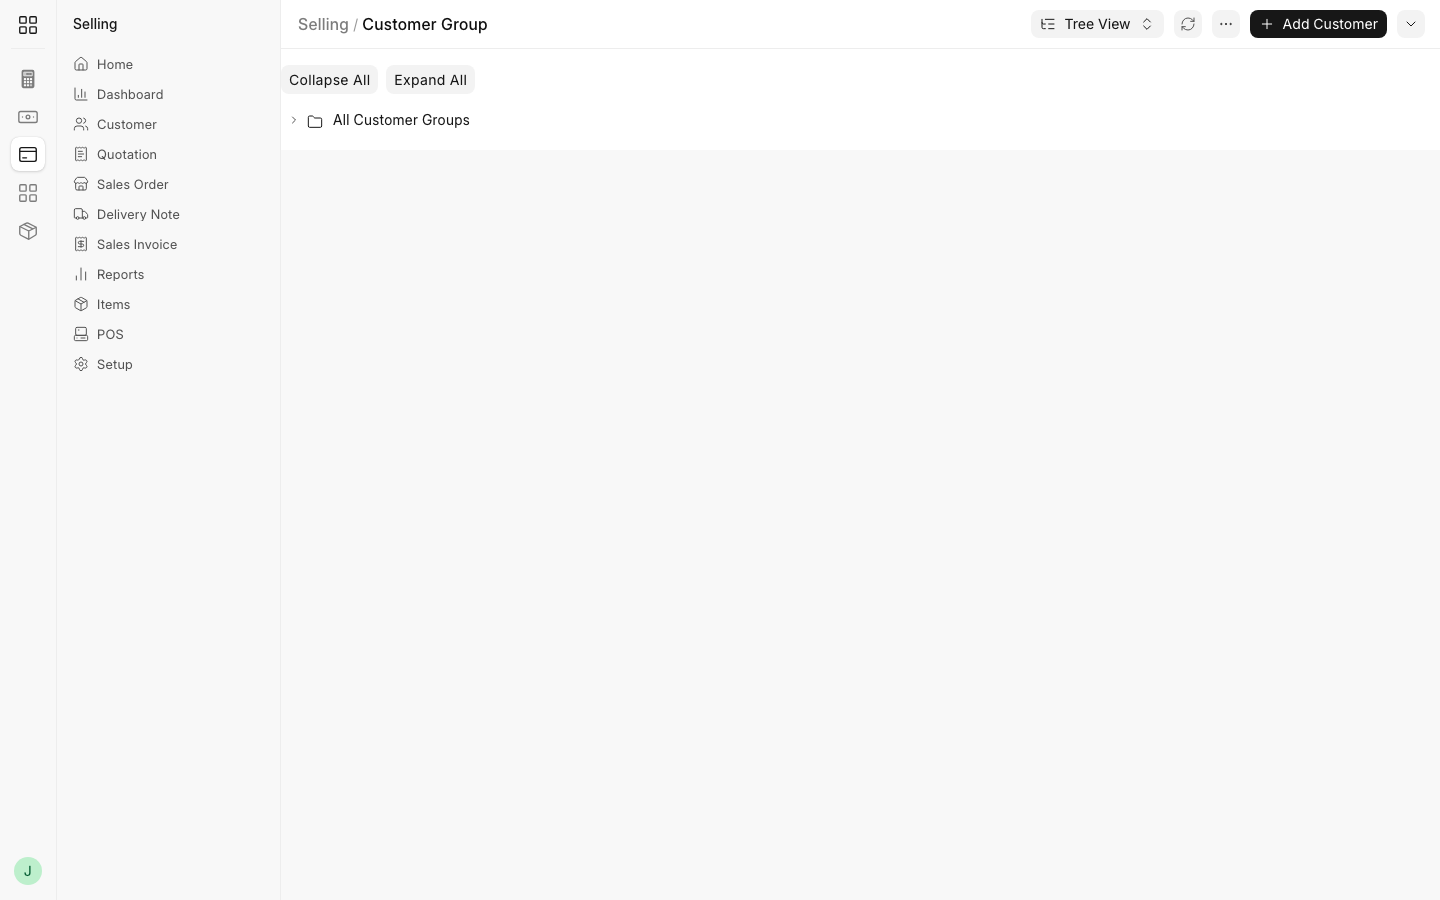 Selling
Home
Dashboard
Customer
Quotation
Sales Order
Delivery Note
Sales Invoice
Reports
Items
POS
Setup
J
Selling / Customer Group
Tree View
Add Customer
Collapse All
Expand All
All Customer Groups